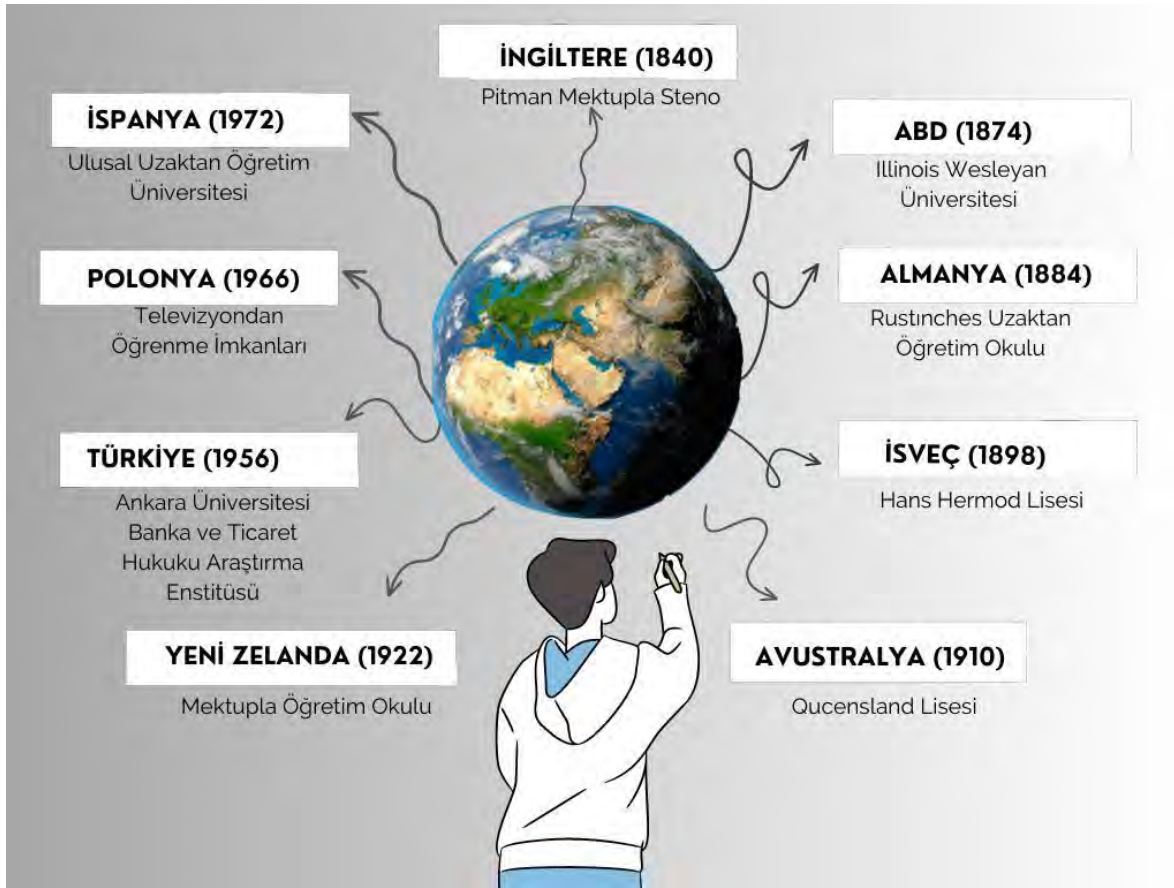 İNGİLTERE (1840)
Pitman Mektupla Steno
ABD (1874)
Illinois Wesleyan
Üniversitesi
ALMANYA (1884)
Rustınches Uzaktan
Öğretim Okulu
İSVEÇ (1898)
Hans Hermod Lisesi
AVUSTRALYA (1910)
Qucensland Lisesi
YENİ ZELANDA (1922)
Mektupla Öğretim Okulu
TÜRKİYE (1956)
Ankara Üniversitesi
Banka ve Ticaret
Hukuku Araştırma
Enstitüsü
POLONYA (1966)
Televizyondan
Öğrenme İmkanları
İSPANYA (1972)
Ulusal Uzaktan Öğretim
Üniversitesi